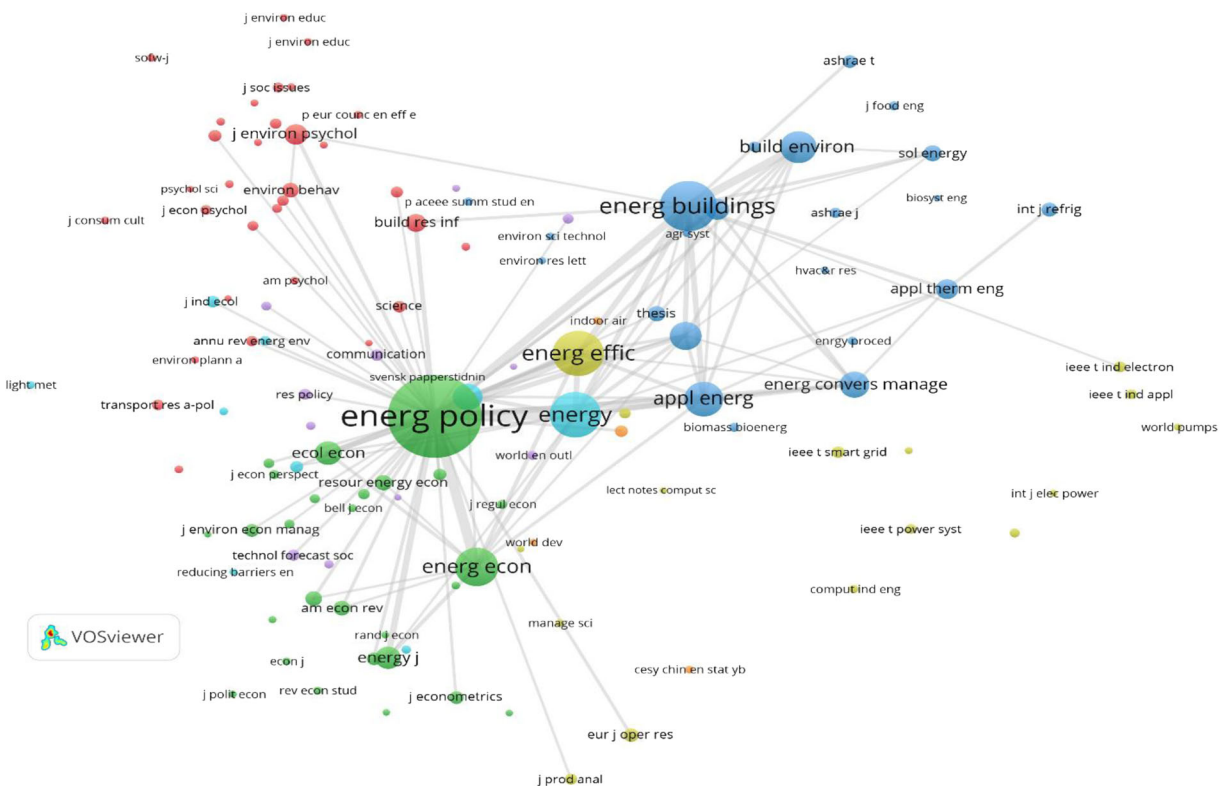 j environ educ
j environ educ
sofw-j
ashrae t
j soc issues
j food eng
p eur counc en eff e
j environ psychol
build environ
sol energy
psychol sci
environ behav
p aceee summ stud en
biosyst eng
j econ psychol
energ buildings
ashrae j
int j refrig
j consum cult
build res inf
environ sci technol
agr syst
environ res lett
hvac&r res
am psychol
appl therm eng
j ind ecol
science
thesis
indoor air
annu rev energ env
communication
energ effic
enrgy proced
environ plann a
ieee t ind electron
svensk papperstidnin
light met
energ convers manage
res policy
ieee t ind appl
transport res a-pol
energ policy
energy
appl energ
biomass bioenerg
world pumps
ecol econ
world en outl
ieee t smart grid
j econ perspect
resour energy econ
lect notes comput sc
int j elec power
bell j econ
j regul econ
j environ econ manag
ieee t power syst
world dev
technol forecast soc
energ econ
reducing barriers en
comput ind eng
am econ rev
manage sci
VOSviewer
rand j econ
energy j
econ j
cesy chin en stat yb
j polit econ
rev econ stud
j econometrics
eur j oper res
j prod anal